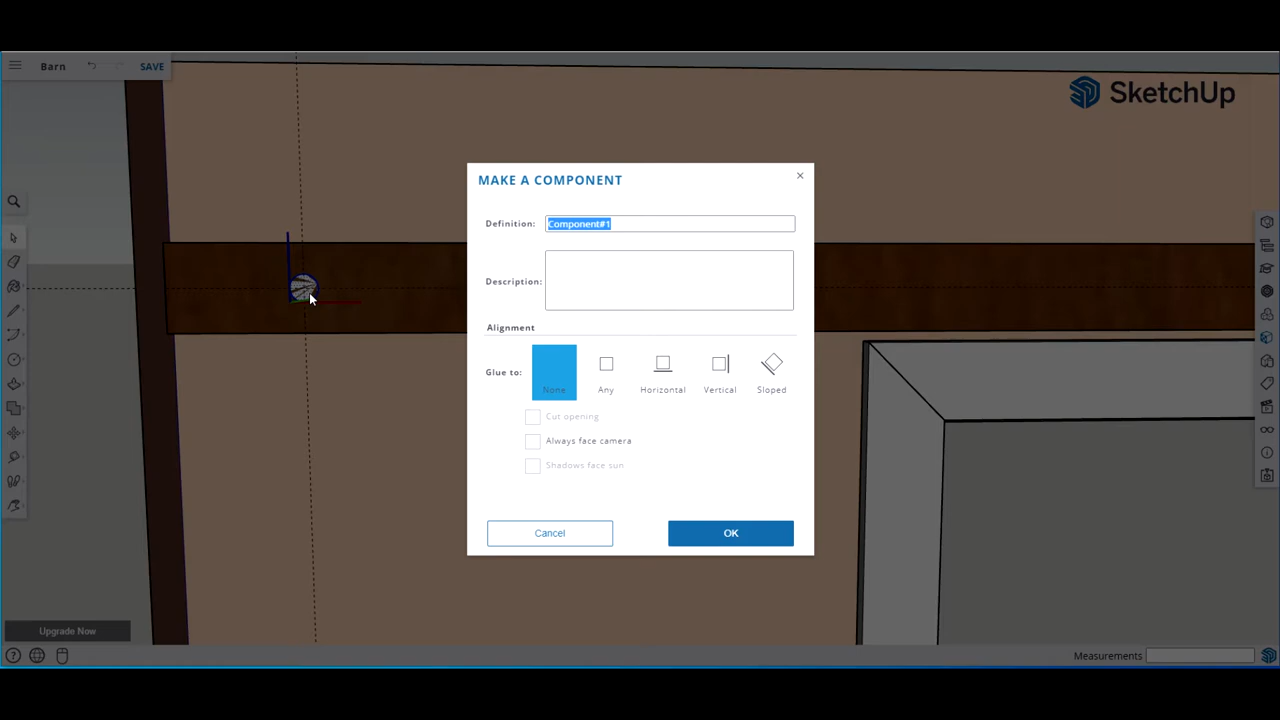 Barn
SAVE
SketchUp
MAKE A COMPONENT
Definition:
Component#1
Description:
Alignment
Glue to:
None
Any
Horizontal
Vertical
Sloped
Cut opening
Always face camera
Shadows face sun
Cancel
OK
Upgrade Now
Measurements